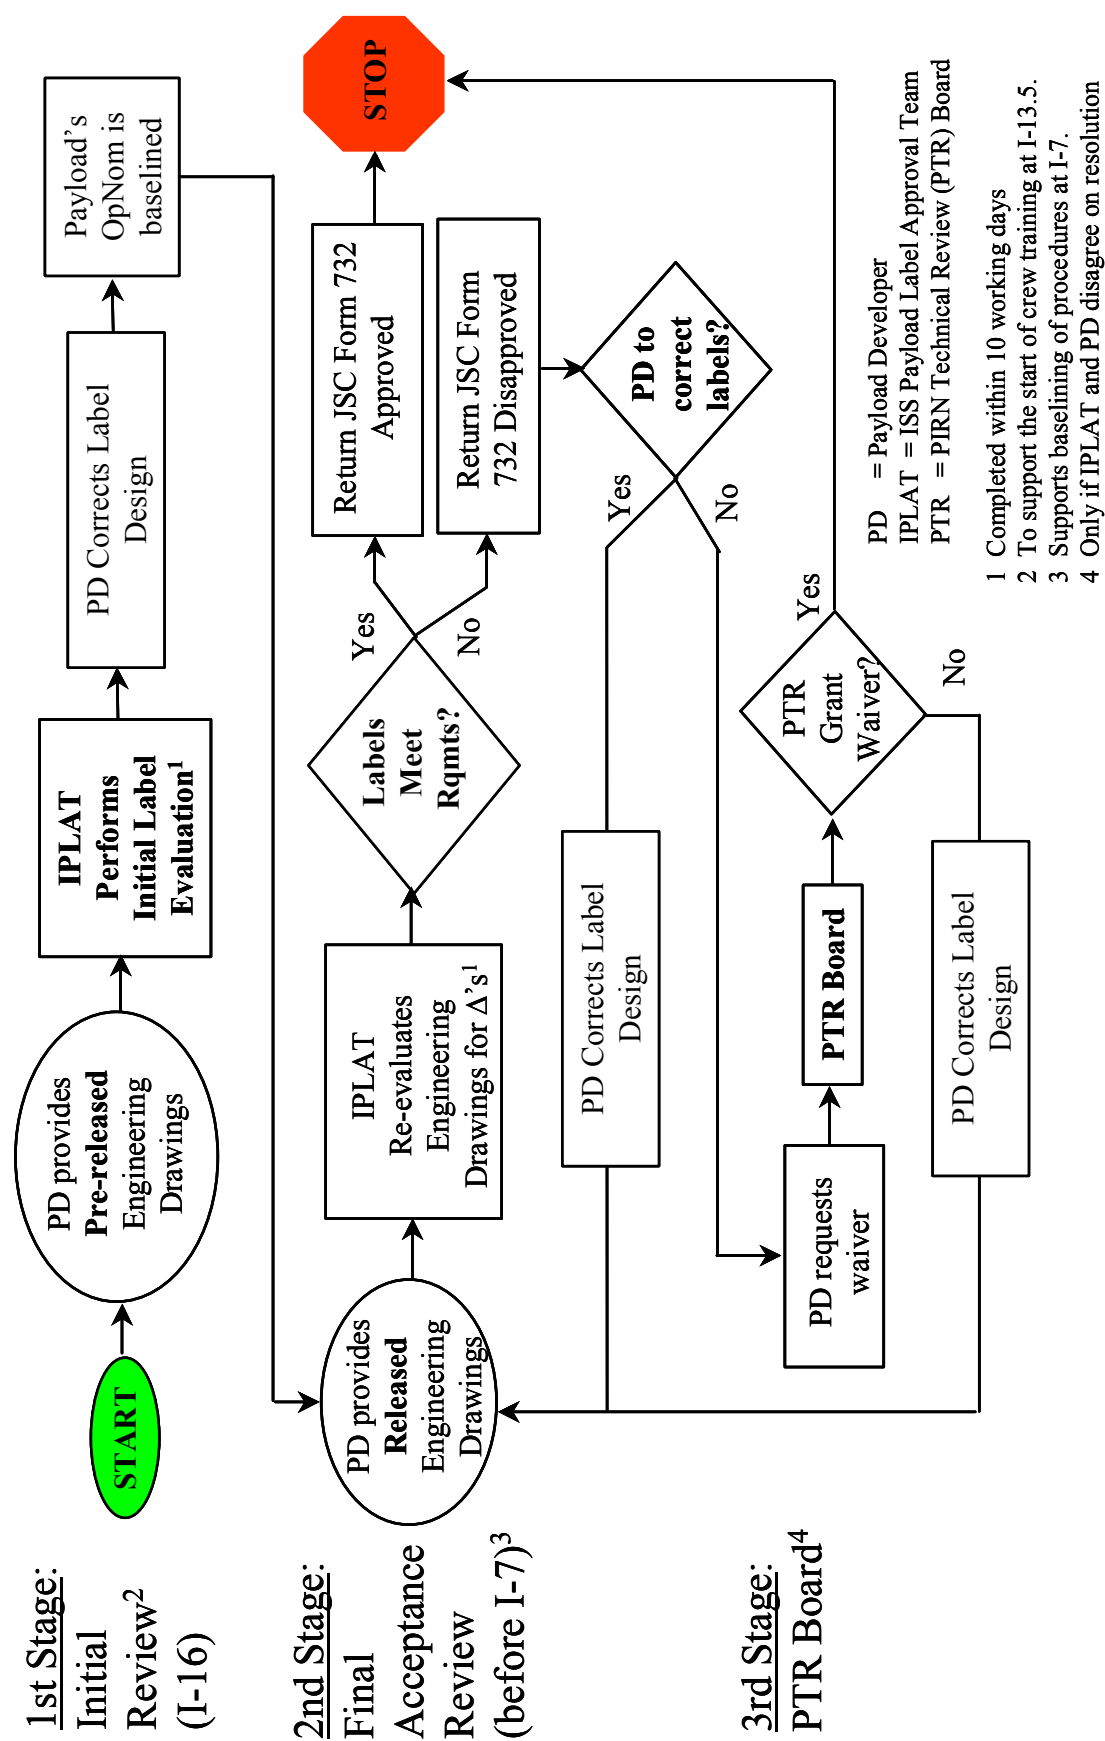 1st Stage:
Initial
Review2
(I-16)
START
PD provides
Pre-released
Engineering
Drawings
IPLAT
Performs
Initial Label
Evaluation1
PD Corrects Label
Design
Payload's
OpNom is
baselined
2nd Stage:
Final
Acceptance
Review
(before I-7)3
PD provides
Released
Engineering
Drawings
IPLAT
Re-evaluates
Engineering
Drawings for Δ's1
Labels
Meet
Rqmts?
Yes
No
Return JSC Form 732
Approved
STOP
Return JSC Form
732 Disapproved
PD to
correct
labels?
Yes
No
PD Corrects Label
Design
3rd Stage:
PTR Board4
PD requests
waiver
PTR Board
PTR
Grant
Waiver?
Yes
No
PD Corrects Label
Design
PD = Payload Developer
IPLAT = ISS Payload Label Approval Team
PTR = PIRN Technical Review (PTR) Board
1 Completed within 10 working days
2 To support the start of crew training at I-13.5.
3 Supports baselining of procedures at I-7.
4 Only if IPLAT and PD disagree on resolution